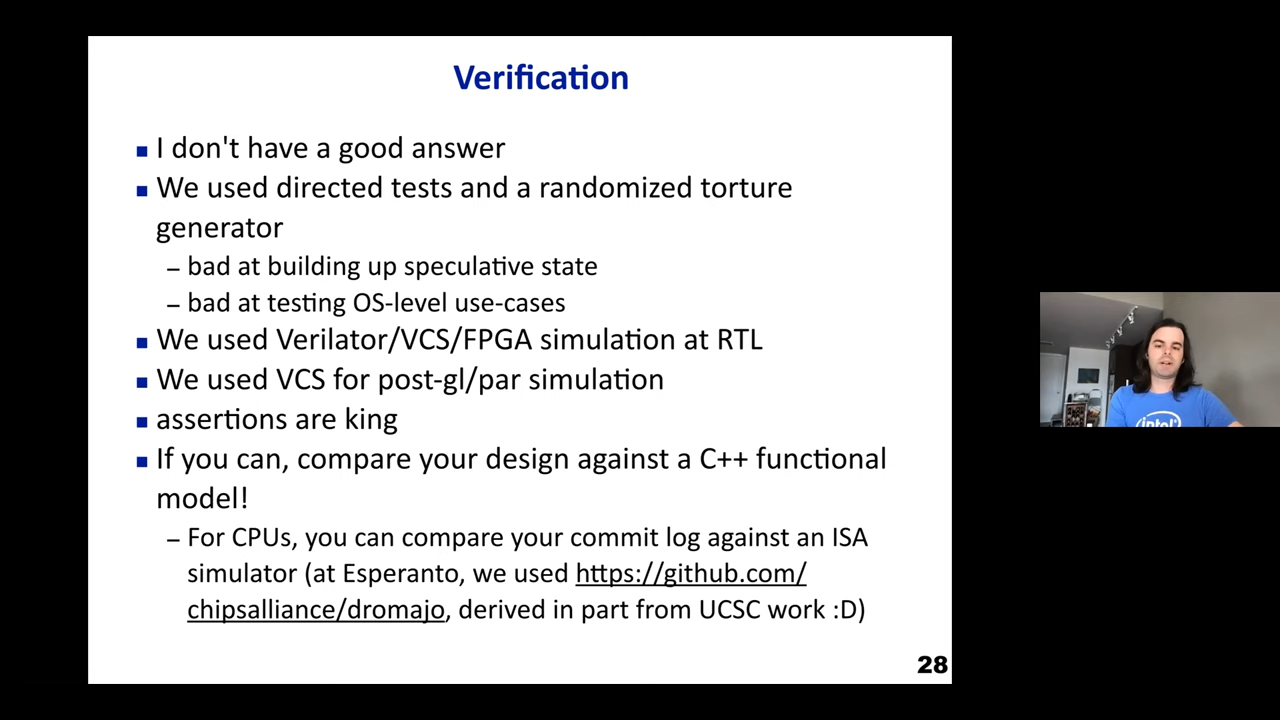 Verification
■ I don't have a good answer
■ We used directed tests and a randomized torture
generator
– bad at building up speculative state
– bad at testing OS-level use-cases
■ We used Verilator/VCS/FPGA simulation at RTL
■ We used VCS for post-gl/par simulation
■ assertions are king
■ If you can, compare your design against a C++ functional
model!
– For CPUs, you can compare your commit log against an ISA
simulator (at Esperanto, we used https://github.com/
chipsalliance/dromajo, derived in part from UCSC work :D)
28
intel